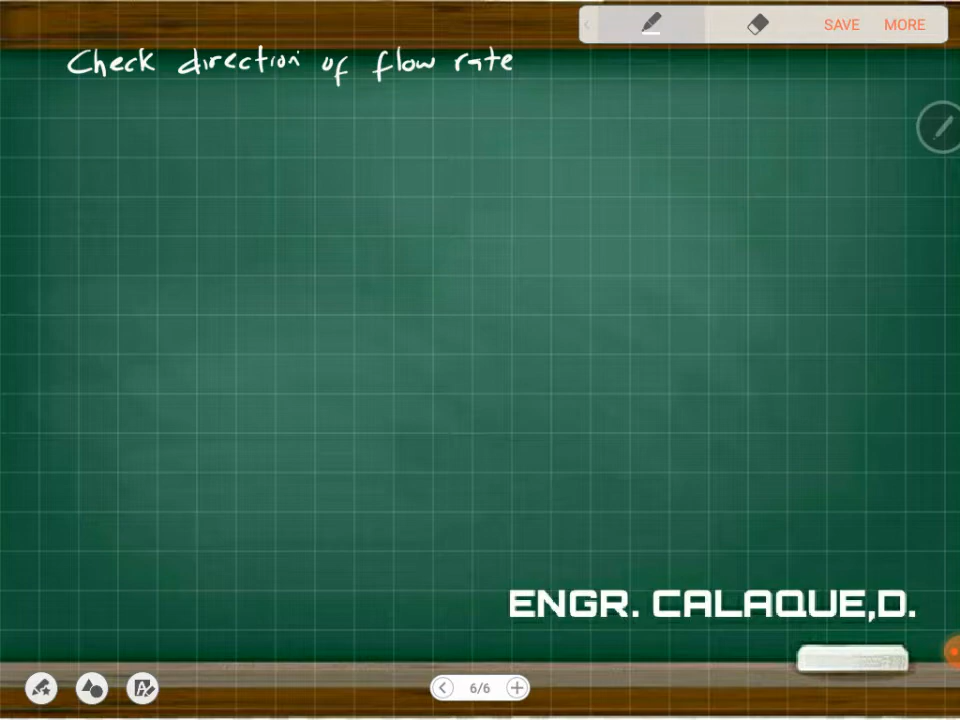 SAVE MORE
Check direction of flow rate
ENGR. CALAQUE,D.
6/6